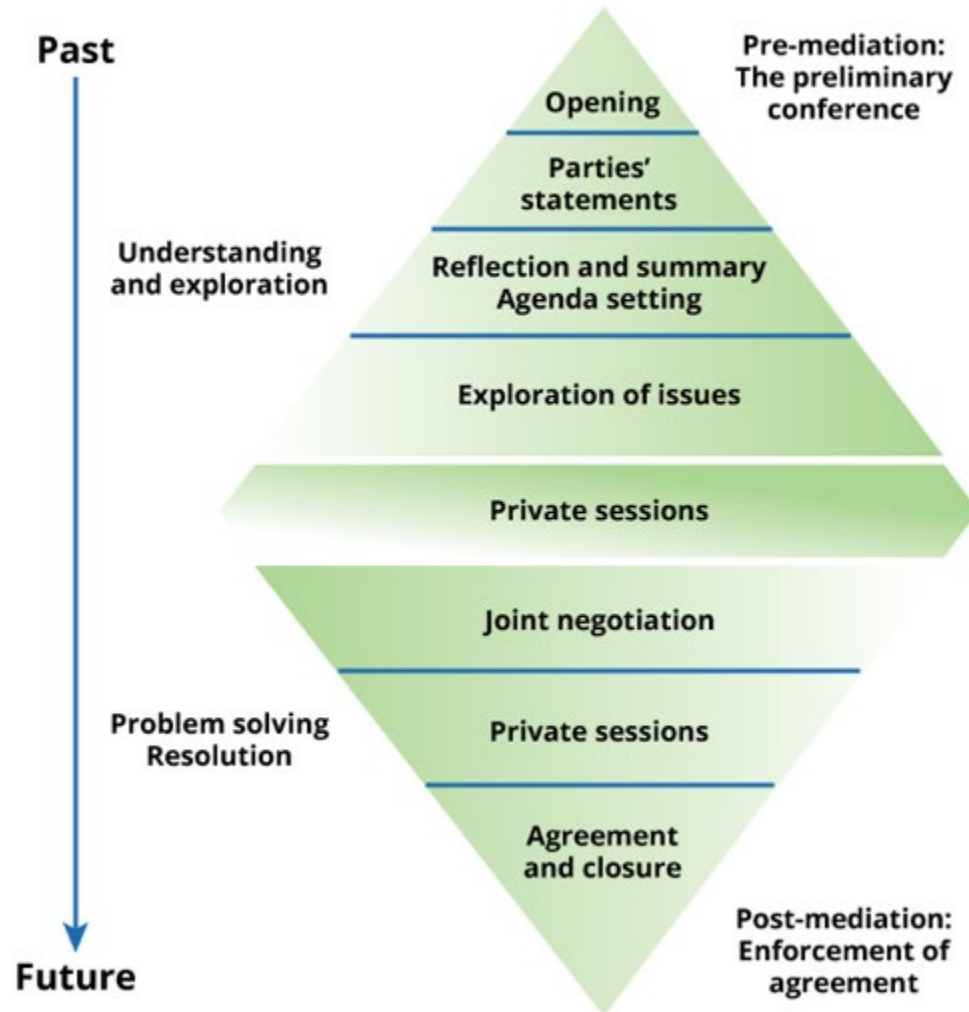 Past
Pre-mediation:
The preliminary
conference
Opening
Parties’
statements
Understanding
and exploration
Reflection and summary
Agenda setting
Exploration of issues
Private sessions
Joint negotiation
Problem solving
Resolution
Private sessions
Agreement
and closure
Post-mediation:
Enforcement of
agreement
Future